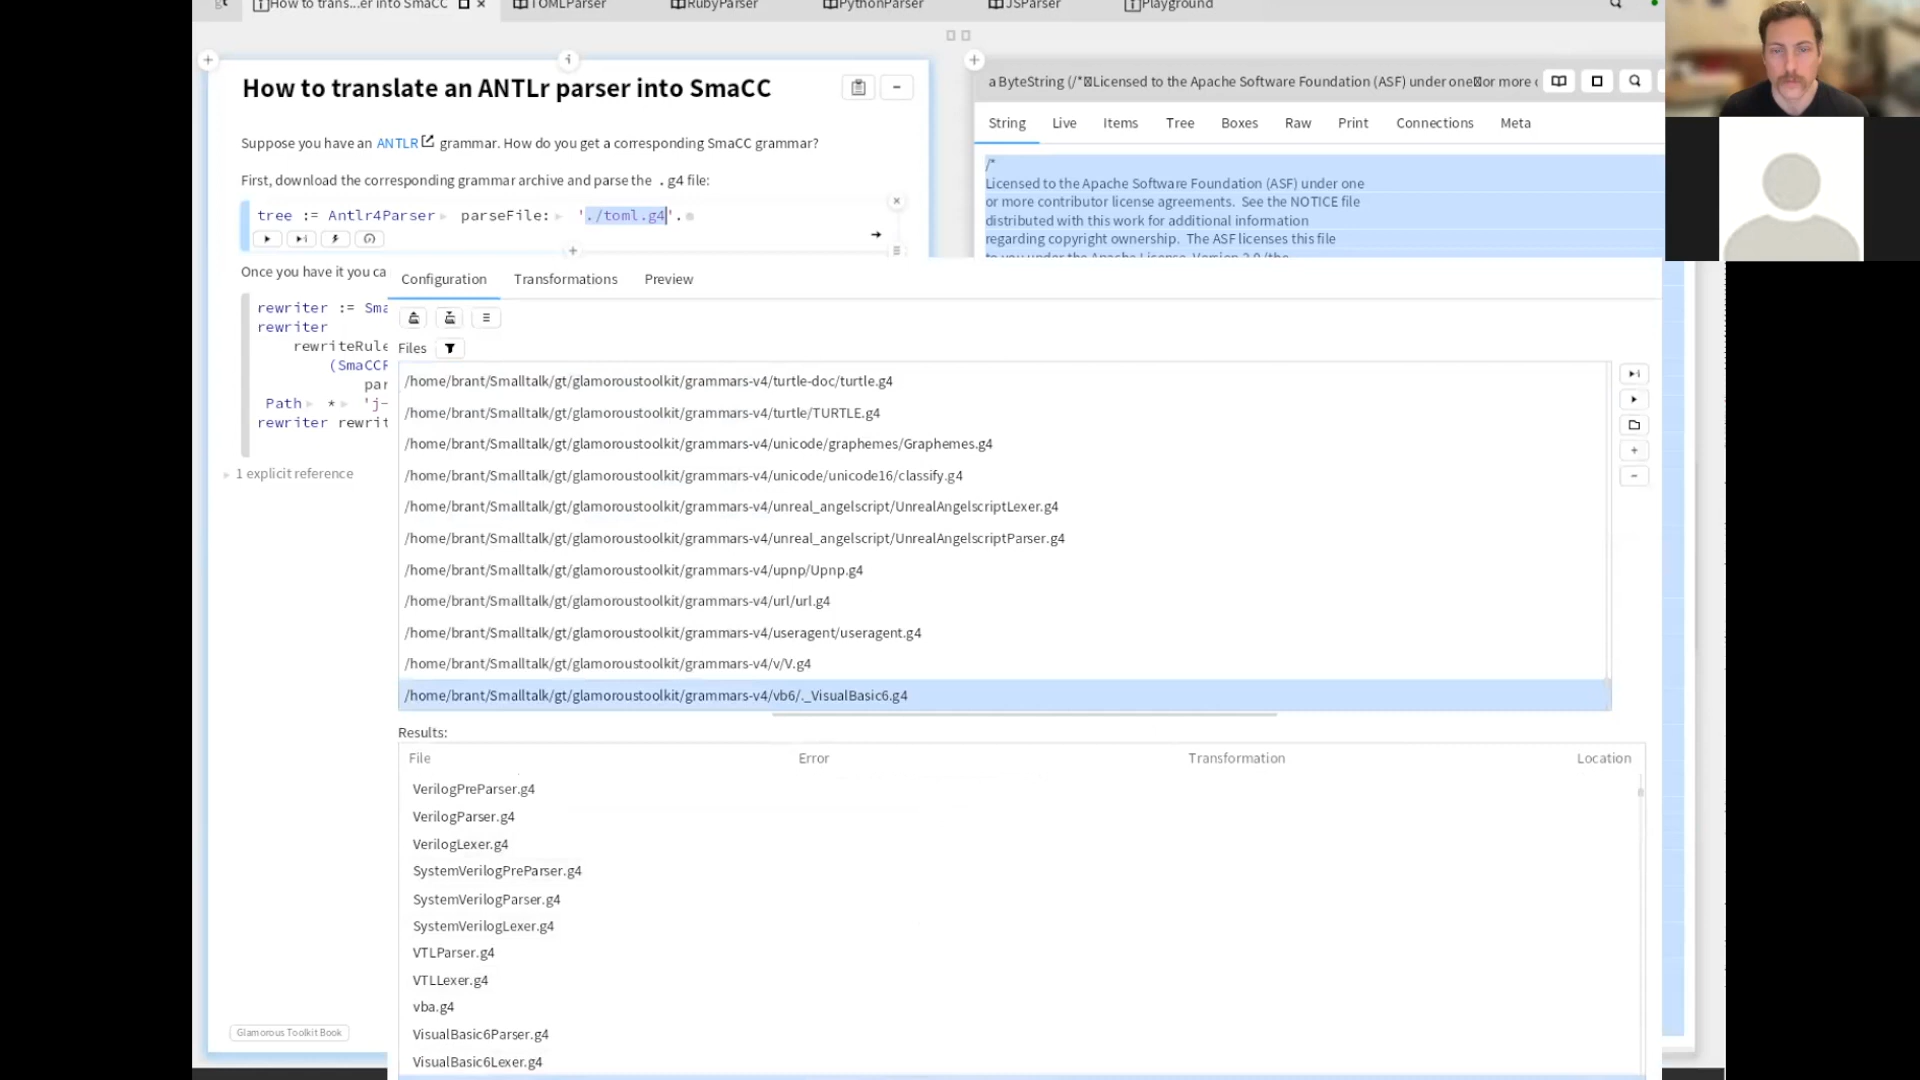 gt
How to trans...er into SmaCC
TOMLParser
RubyParser
PythonParser
JSParser
Playground
How to translate an ANTLr parser into SmaCC
Suppose you have an ANTLR grammar. How do you get a corresponding SmaCC grammar?
First, download the corresponding grammar archive and parse the .g4 file:
tree := Antlr4Parser parseFile: './toml.g4'.
Once you have it you ca
rewriter := Sma
rewriter
rewriteRule
(SmaCCR
par
Path * 'j-
rewriter rewrit
1 explicit reference
Glamorous Toolkit Book
a ByteString (/*Licensed to the Apache Software Foundation (ASF) under oneor more c
String Live Items Tree Boxes Raw Print Connections Meta
/*
Licensed to the Apache Software Foundation (ASF) under one
or more contributor license agreements. See the NOTICE file
distributed with this work for additional information
regarding copyright ownership. The ASF licenses this file
to you under the Apache License, Version 2.0 (the
Configuration Transformations Preview
Files
/home/brant/Smalltalk/gt/glamoroustoolkit/grammars-v4/turtle-doc/turtle.g4
/home/brant/Smalltalk/gt/glamoroustoolkit/grammars-v4/turtle/TURTLE.g4
/home/brant/Smalltalk/gt/glamoroustoolkit/grammars-v4/unicode/graphemes/Graphemes.g4
/home/brant/Smalltalk/gt/glamoroustoolkit/grammars-v4/unicode/unicode16/classify.g4
/home/brant/Smalltalk/gt/glamoroustoolkit/grammars-v4/unreal_angelscript/UnrealAngelscriptLexer.g4
/home/brant/Smalltalk/gt/glamoroustoolkit/grammars-v4/unreal_angelscript/UnrealAngelscriptParser.g4
/home/brant/Smalltalk/gt/glamoroustoolkit/grammars-v4/upnp/Upnp.g4
/home/brant/Smalltalk/gt/glamoroustoolkit/grammars-v4/url/url.g4
/home/brant/Smalltalk/gt/glamoroustoolkit/grammars-v4/useragent/useragent.g4
/home/brant/Smalltalk/gt/glamoroustoolkit/grammars-v4/v/V.g4
/home/brant/Smalltalk/gt/glamoroustoolkit/grammars-v4/vb6/._VisualBasic6.g4
Results:
File Error Transformation Location
VerilogPreParser.g4
VerilogParser.g4
VerilogLexer.g4
SystemVerilogPreParser.g4
SystemVerilogParser.g4
SystemVerilogLexer.g4
VTLParser.g4
VTLLexer.g4
vba.g4
VisualBasic6Parser.g4
VisualBasic6Lexer.g4